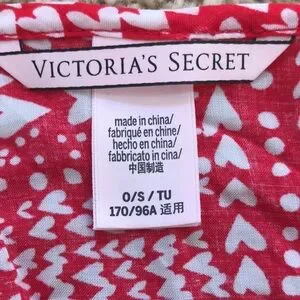 VICTORIA'S SECRET
made in china/
fabriqué en chine/
hecho en china/
fabbricato in cina/
中国制造
O/S / TU
170/96A 适用